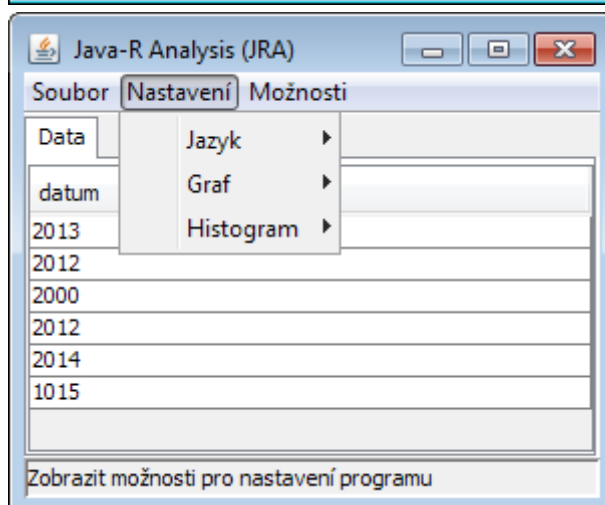 Java-R Analysis (JRA)
Soubor Nastavení Možnosti
Data
Jazyk
Graf
Histogram
datum
2013
2012
2000
2012
2014
1015
Zobrazit možnosti pro nastavení programu